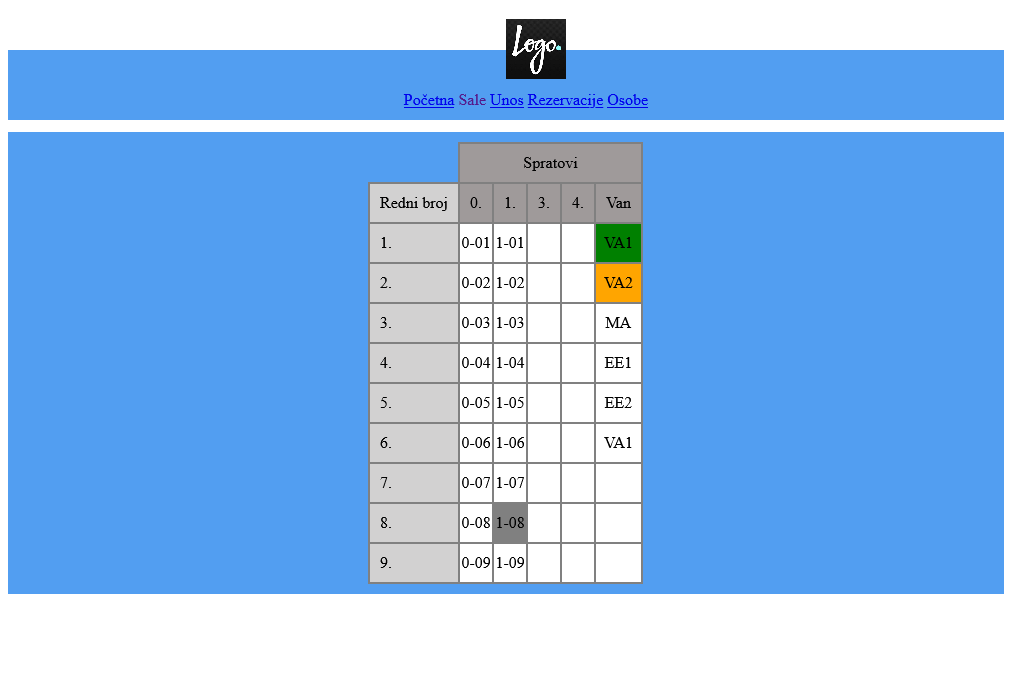 Logo.
Početna Sale Unos Rezervacije Osobe
Spratovi
Redni broj 0. 1. 3. 4. Van
1. 0-01 1-01 VA1
2. 0-02 1-02 VA2
3. 0-03 1-03 MA
4. 0-04 1-04 EE1
5. 0-05 1-05 EE2
6. 0-06 1-06 VA1
7. 0-07 1-07
8. 0-08 1-08
9. 0-09 1-09